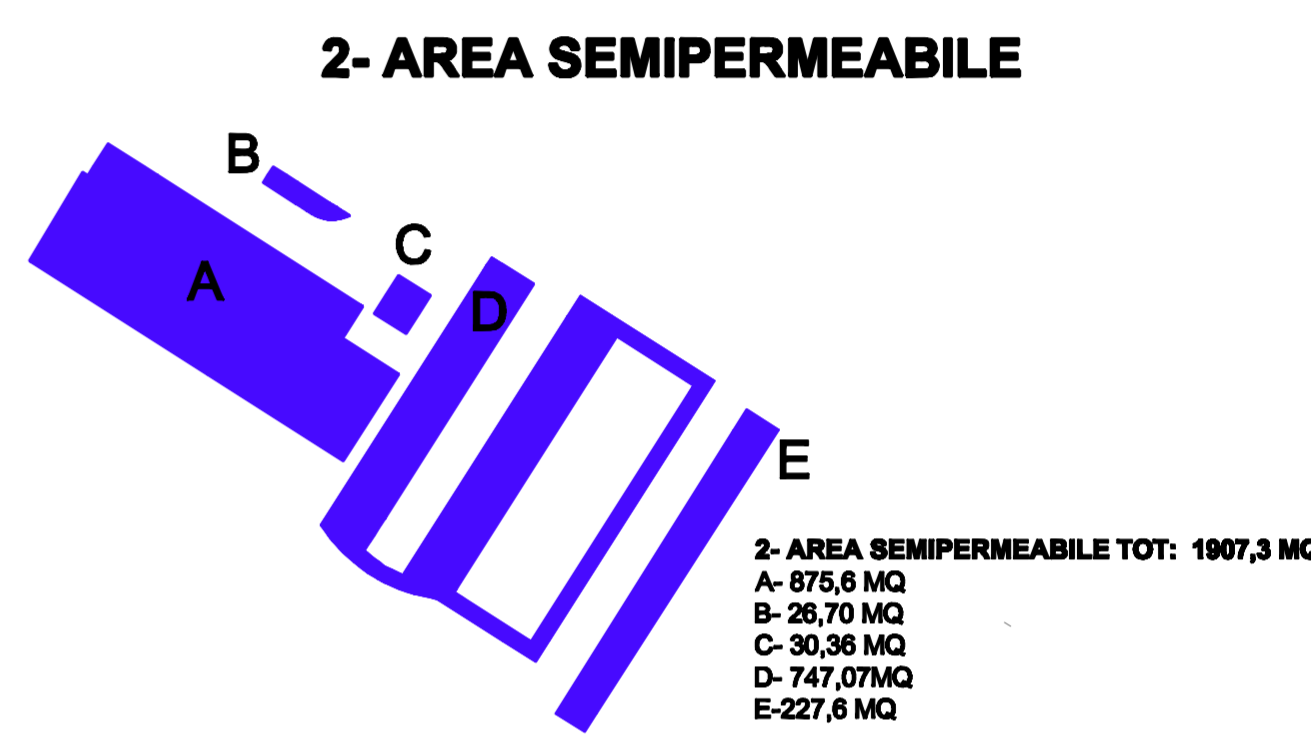 2- AREA SEMIPERMEABILE
B
C
A
D
E
2- AREA SEMIPERMEABILE TOT: 1907,3 MQ
A- 875,6 MQ
B- 26,70 MQ
C- 30,36 MQ
D- 747,07MQ
E-227,6 MQ